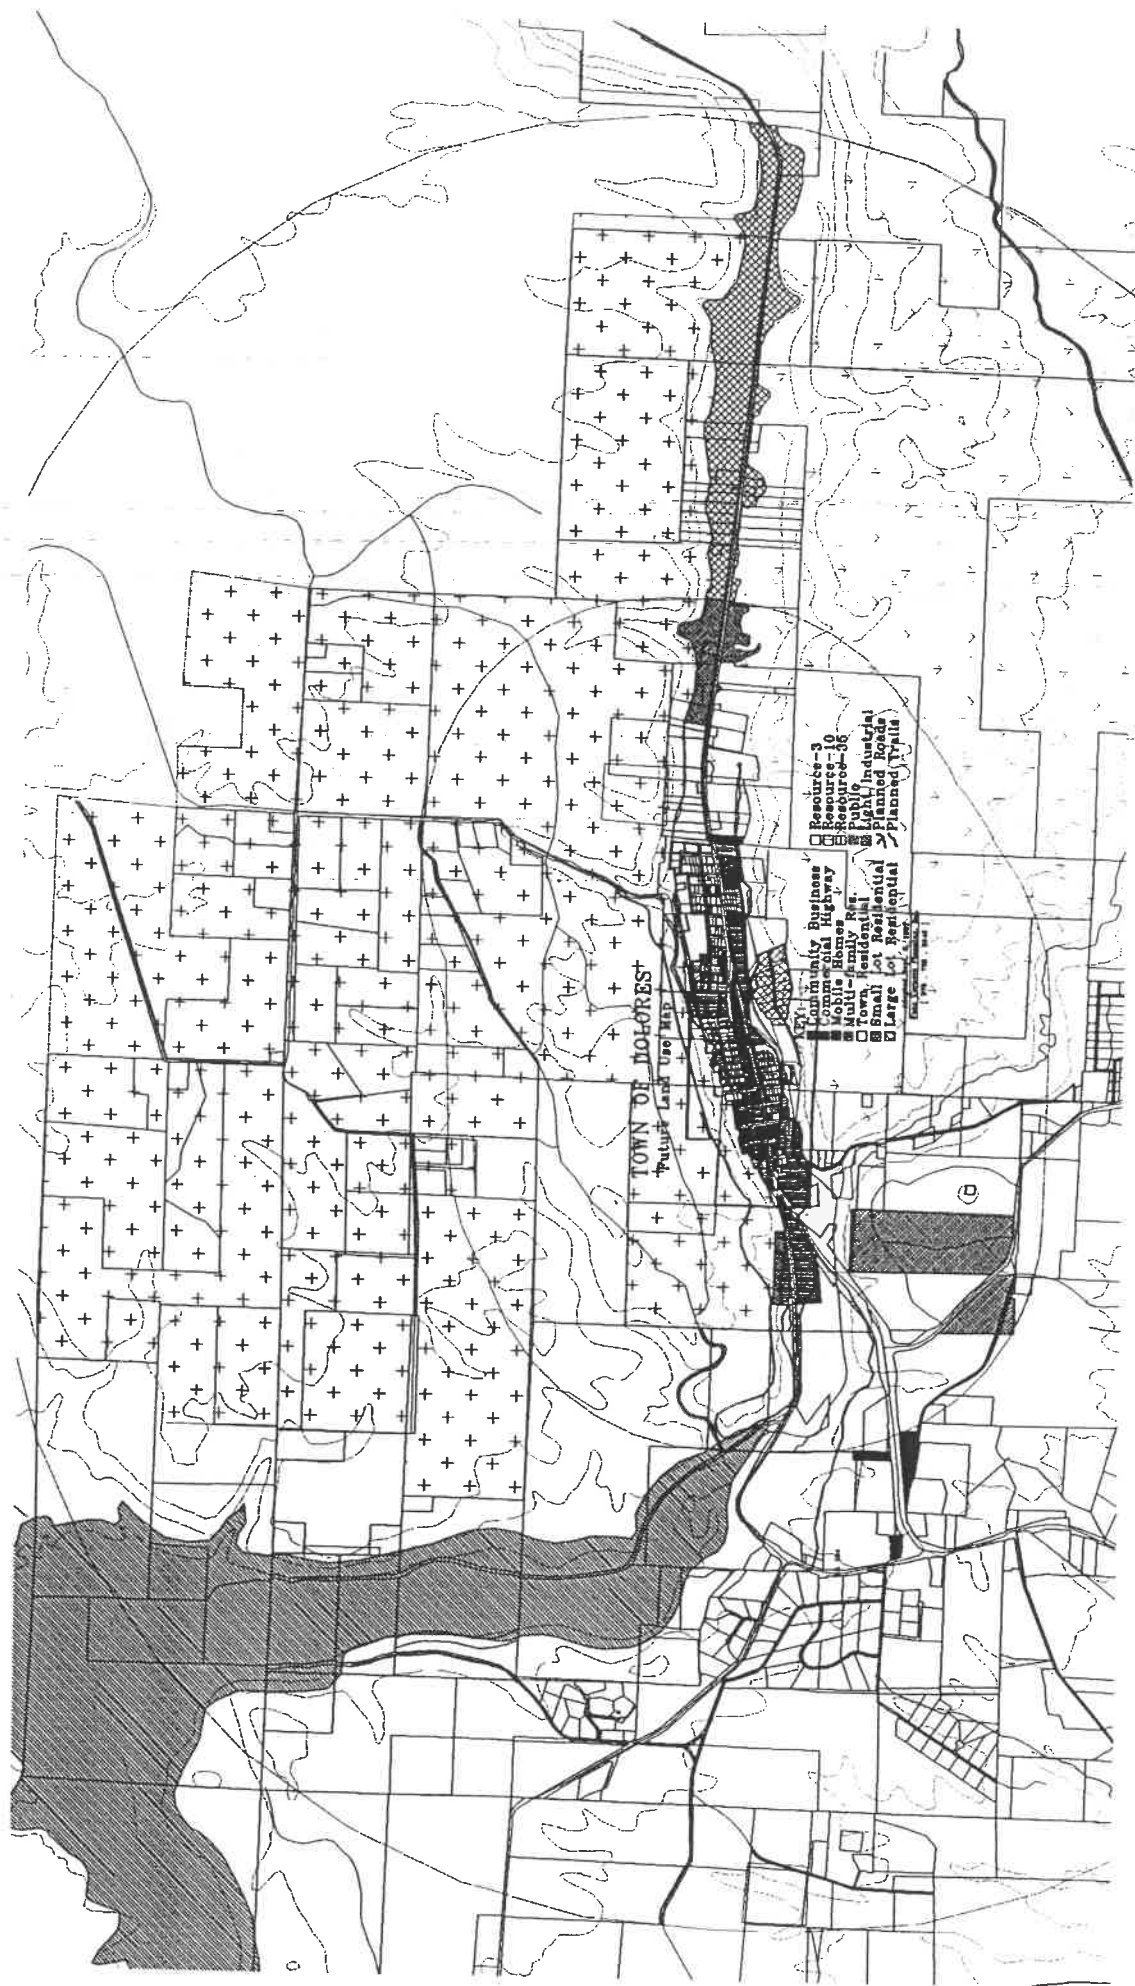 TOWN OF DOLORES
Future Land Use Map
KEY:
Community Business
Commercial Highway
Mobile Homes
Multi-Family Res.
Town Residential
Small Lot Residential
Large Lot Residential
Resource-3
Resource-10
Resource-35
Public
Light Industrial
Planned Roads
Planned Trails